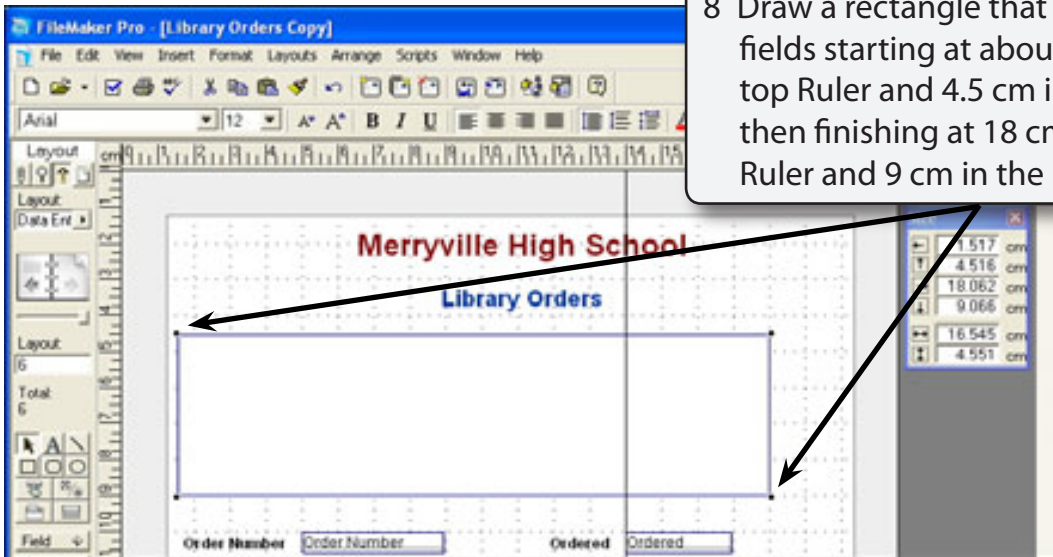 FileMaker Pro - [Library Orders Copy]
File Edit View Insert Format Layouts Arrange Scripts Window Help
Arial 12 B I U
8 Draw a rectangle that
fields starting at abou
top Ruler and 4.5 cm i
then finishing at 18 cm
Ruler and 9 cm in the
Layout
cm
Layout:
Data Ent
Merryville High School
Library Orders
1.517 cm
4.516 cm
18.062 cm
9.066 cm
16.545 cm
4.551 cm
Layout:
6
Total:
6
Field
Order Number Order Number Ordered Ordered